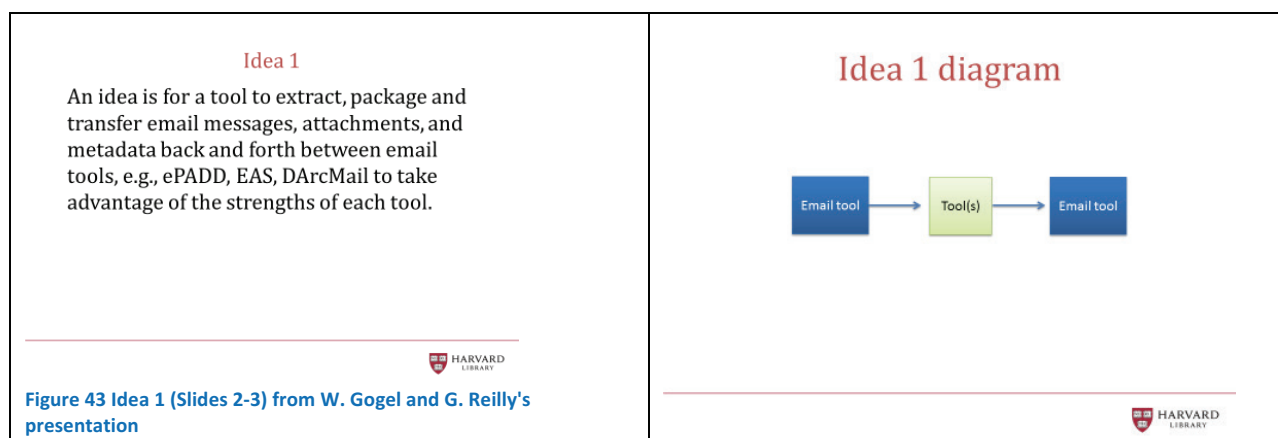 Idea 1
An idea is for a tool to extract, package and
transfer email messages, attachments, and
metadata back and forth between email
tools, e.g., ePADD, EAS, DArcMail to take
advantage of the strengths of each tool.
HARVARD
LIBRARY
Figure 43 Idea 1 (Slides 2-3) from W. Gogel and G. Reilly's
presentation
Idea 1 diagram
Email tool
Tool(s)
Email tool
HARVARD
LIBRARY